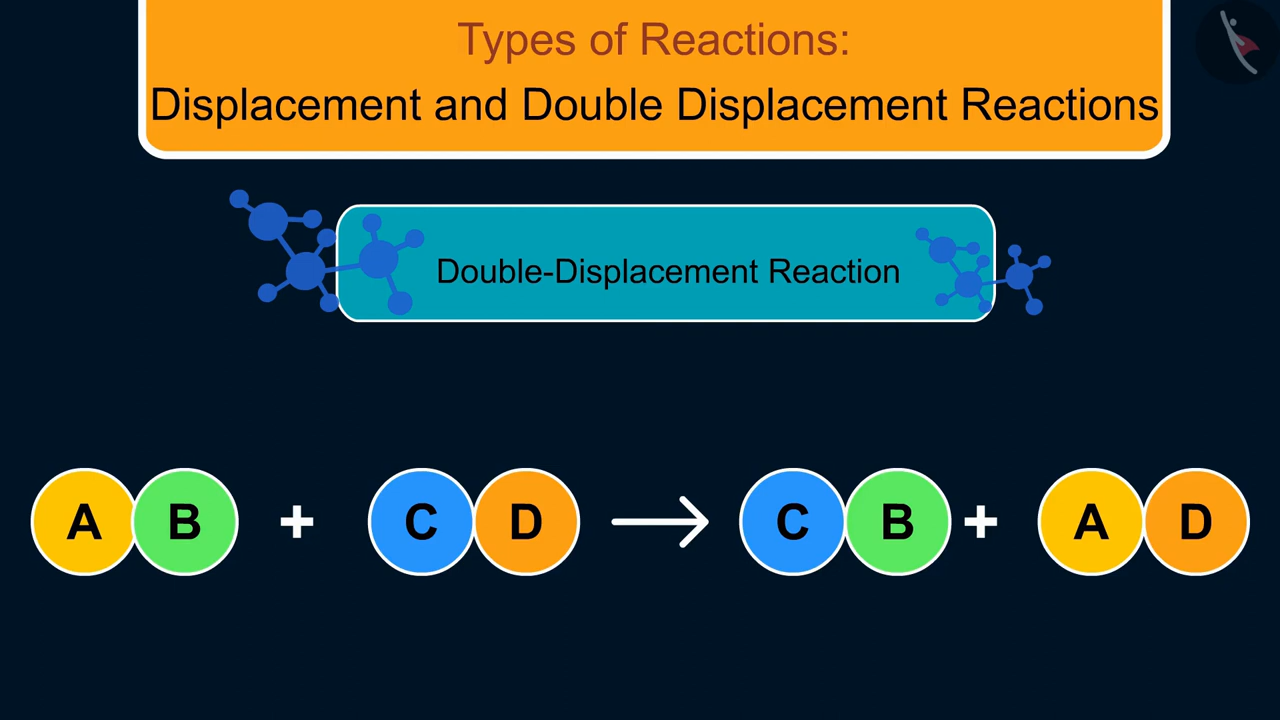 Types of Reactions:
Displacement and Double Displacement Reactions
Double-Displacement Reaction
A B + C D → C B + A D